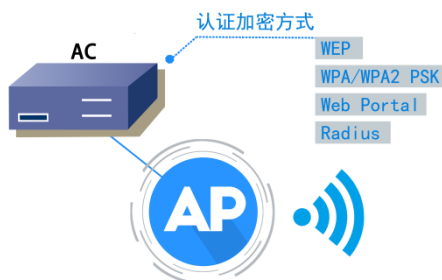 认证加密方式
AC
WEP
WPA/WPA2 PSK
Web Portal
Radius
AP